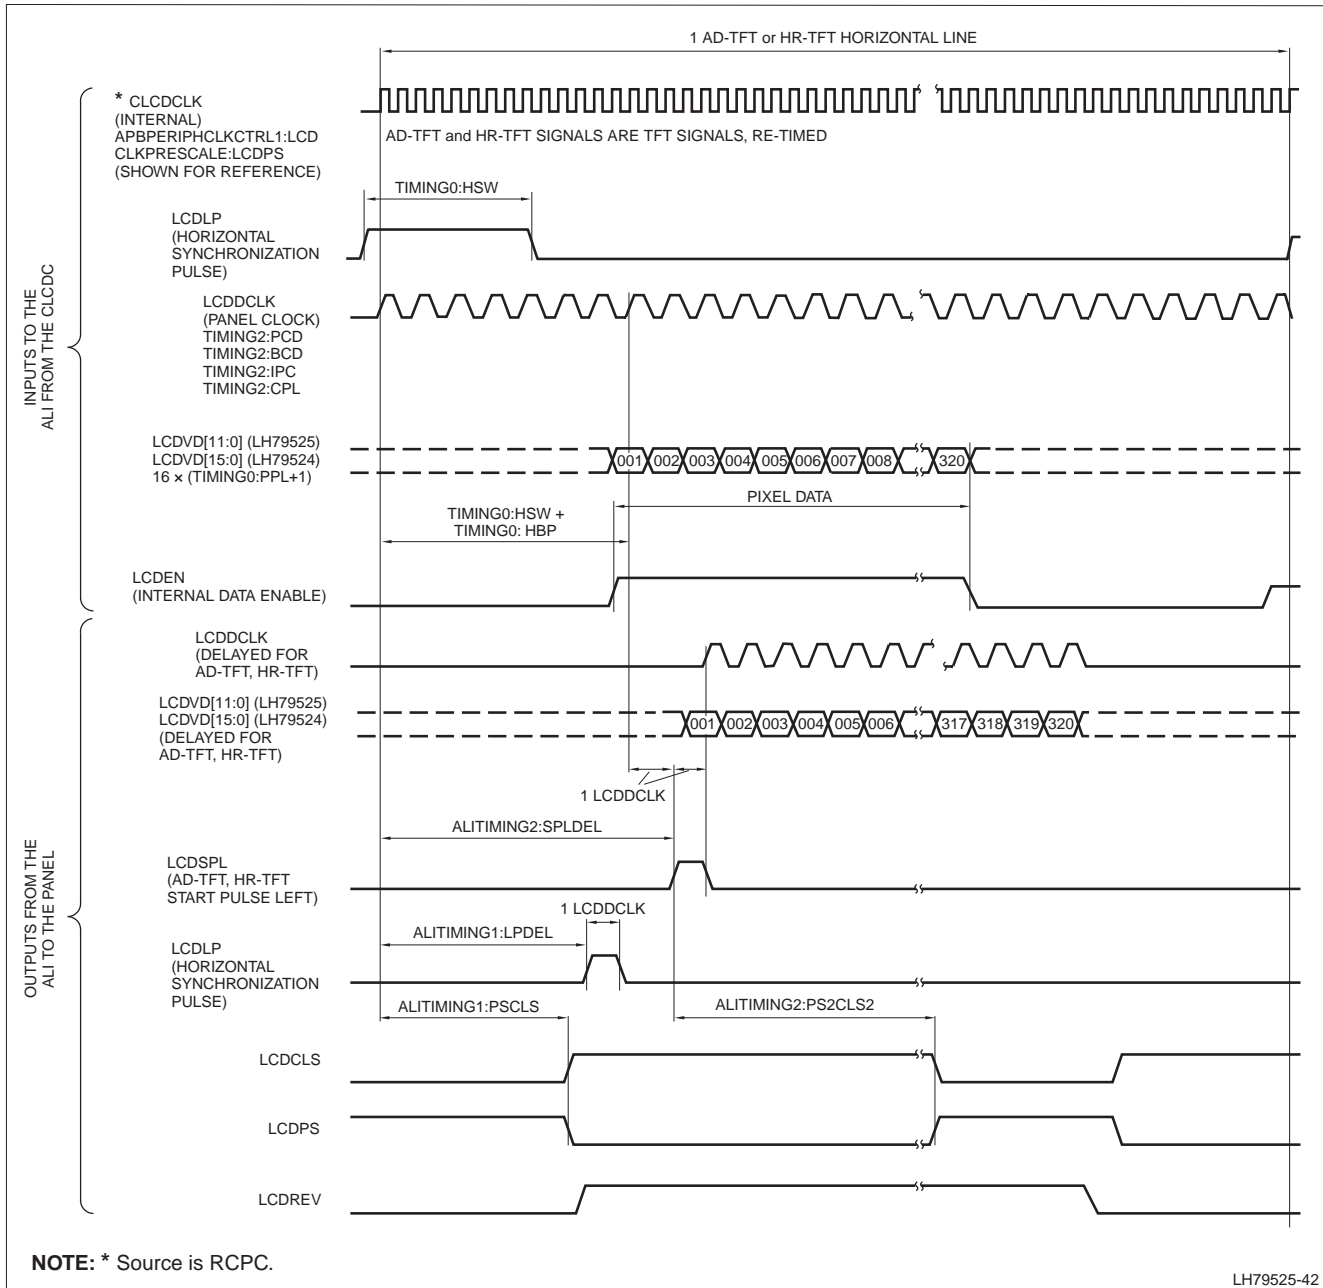 1 AD-TFT or HR-TFT HORIZONTAL LINE
* CLCDCLK
(INTERNAL)
APBPERIPHCLKCTRL1:LCD
CLKPRESCALE:LCDPS
(SHOWN FOR REFERENCE)
AD-TFT and HR-TFT SIGNALS ARE TFT SIGNALS, RE-TIMED
TIMING0:HSW
LCDLP
(HORIZONTAL
SYNCHRONIZATION
PULSE)
INPUTS TO THE
ALI FROM THE CLCDC
LCDDCLK
(PANEL CLOCK)
TIMING2:PCD
TIMING2:BCD
TIMING2:IPC
TIMING2:CPL
LCDVD[11:0] (LH79525)
LCDVD[15:0] (LH79524)
16 × (TIMING0:PPL+1)
001 002 003 004 005 006 007 008 320
PIXEL DATA
TIMING0:HSW +
TIMING0: HBP
LCDEN
(INTERNAL DATA ENABLE)
LCDDCLK
(DELAYED FOR
AD-TFT, HR-TFT)
LCDVD[11:0] (LH79525)
LCDVD[15:0] (LH79524)
(DELAYED FOR
AD-TFT, HR-TFT)
001 002 003 004 005 006 317 318 319 320
1 LCDDCLK
OUTPUTS FROM THE
ALI TO THE PANEL
ALITIMING2:SPLDEL
LCDSPL
(AD-TFT, HR-TFT
START PULSE LEFT)
1 LCDDCLK
ALITIMING1:LPDEL
LCDLP
(HORIZONTAL
SYNCHRONIZATION
PULSE)
ALITIMING1:PSCLS
ALITIMING2:PS2CLS2
LCDCLS
LCDPS
LCDREV
NOTE: * Source is RCPC.
LH79525-42